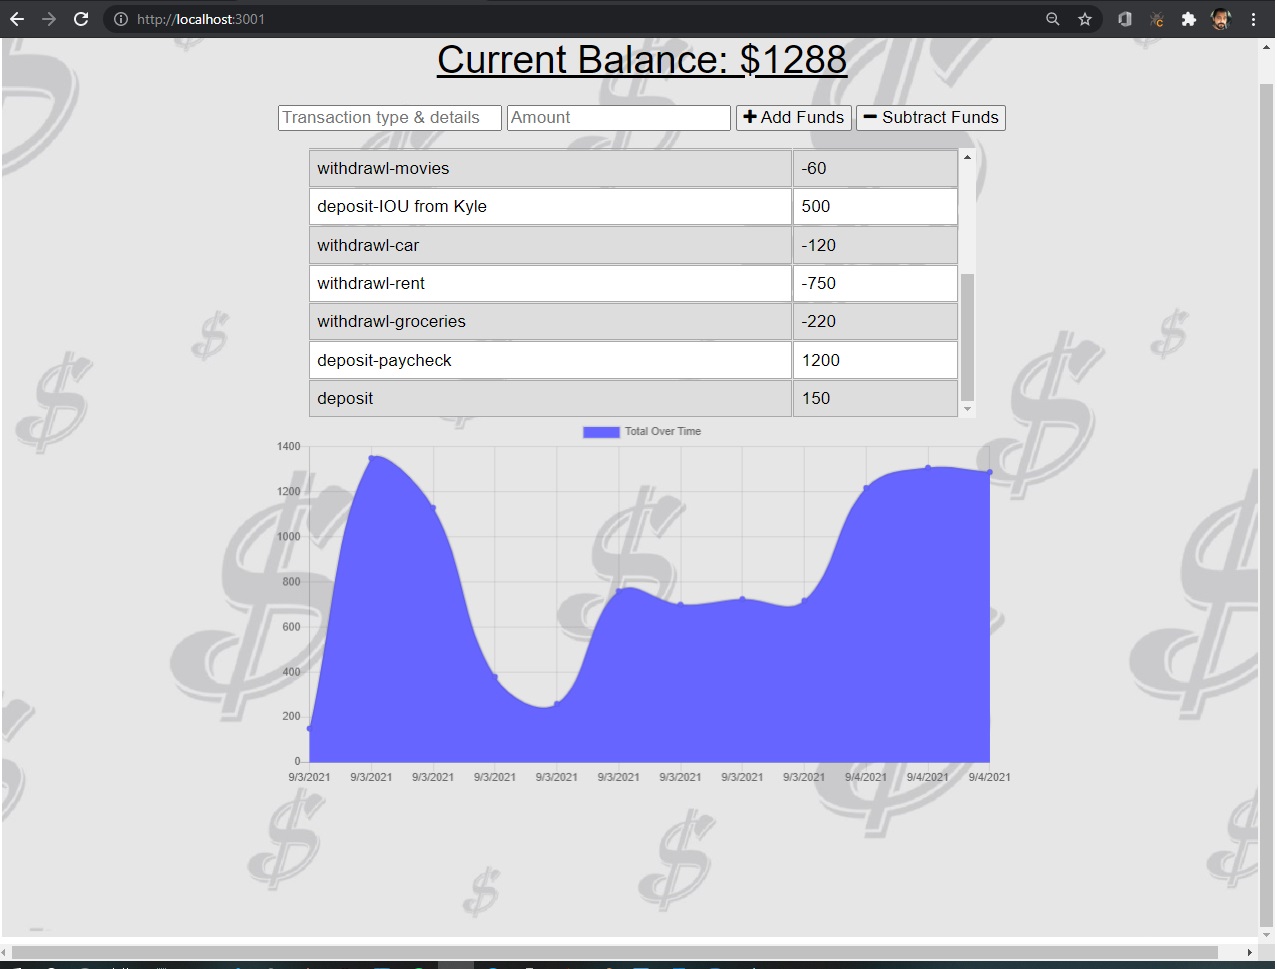 http://localhost:3001
Current Balance: $1288
Transaction type & details Amount + Add Funds − Subtract Funds
withdrawl-movies -60
deposit-IOU from Kyle 500
withdrawl-car -120
withdrawl-rent -750
withdrawl-groceries -220
deposit-paycheck 1200
deposit 150
Total Over Time
1400
1200
1000
800
600
400
200
0
9/3/2021 9/3/2021 9/3/2021 9/3/2021 9/3/2021 9/3/2021 9/3/2021 9/3/2021 9/3/2021 9/4/2021 9/4/2021 9/4/2021